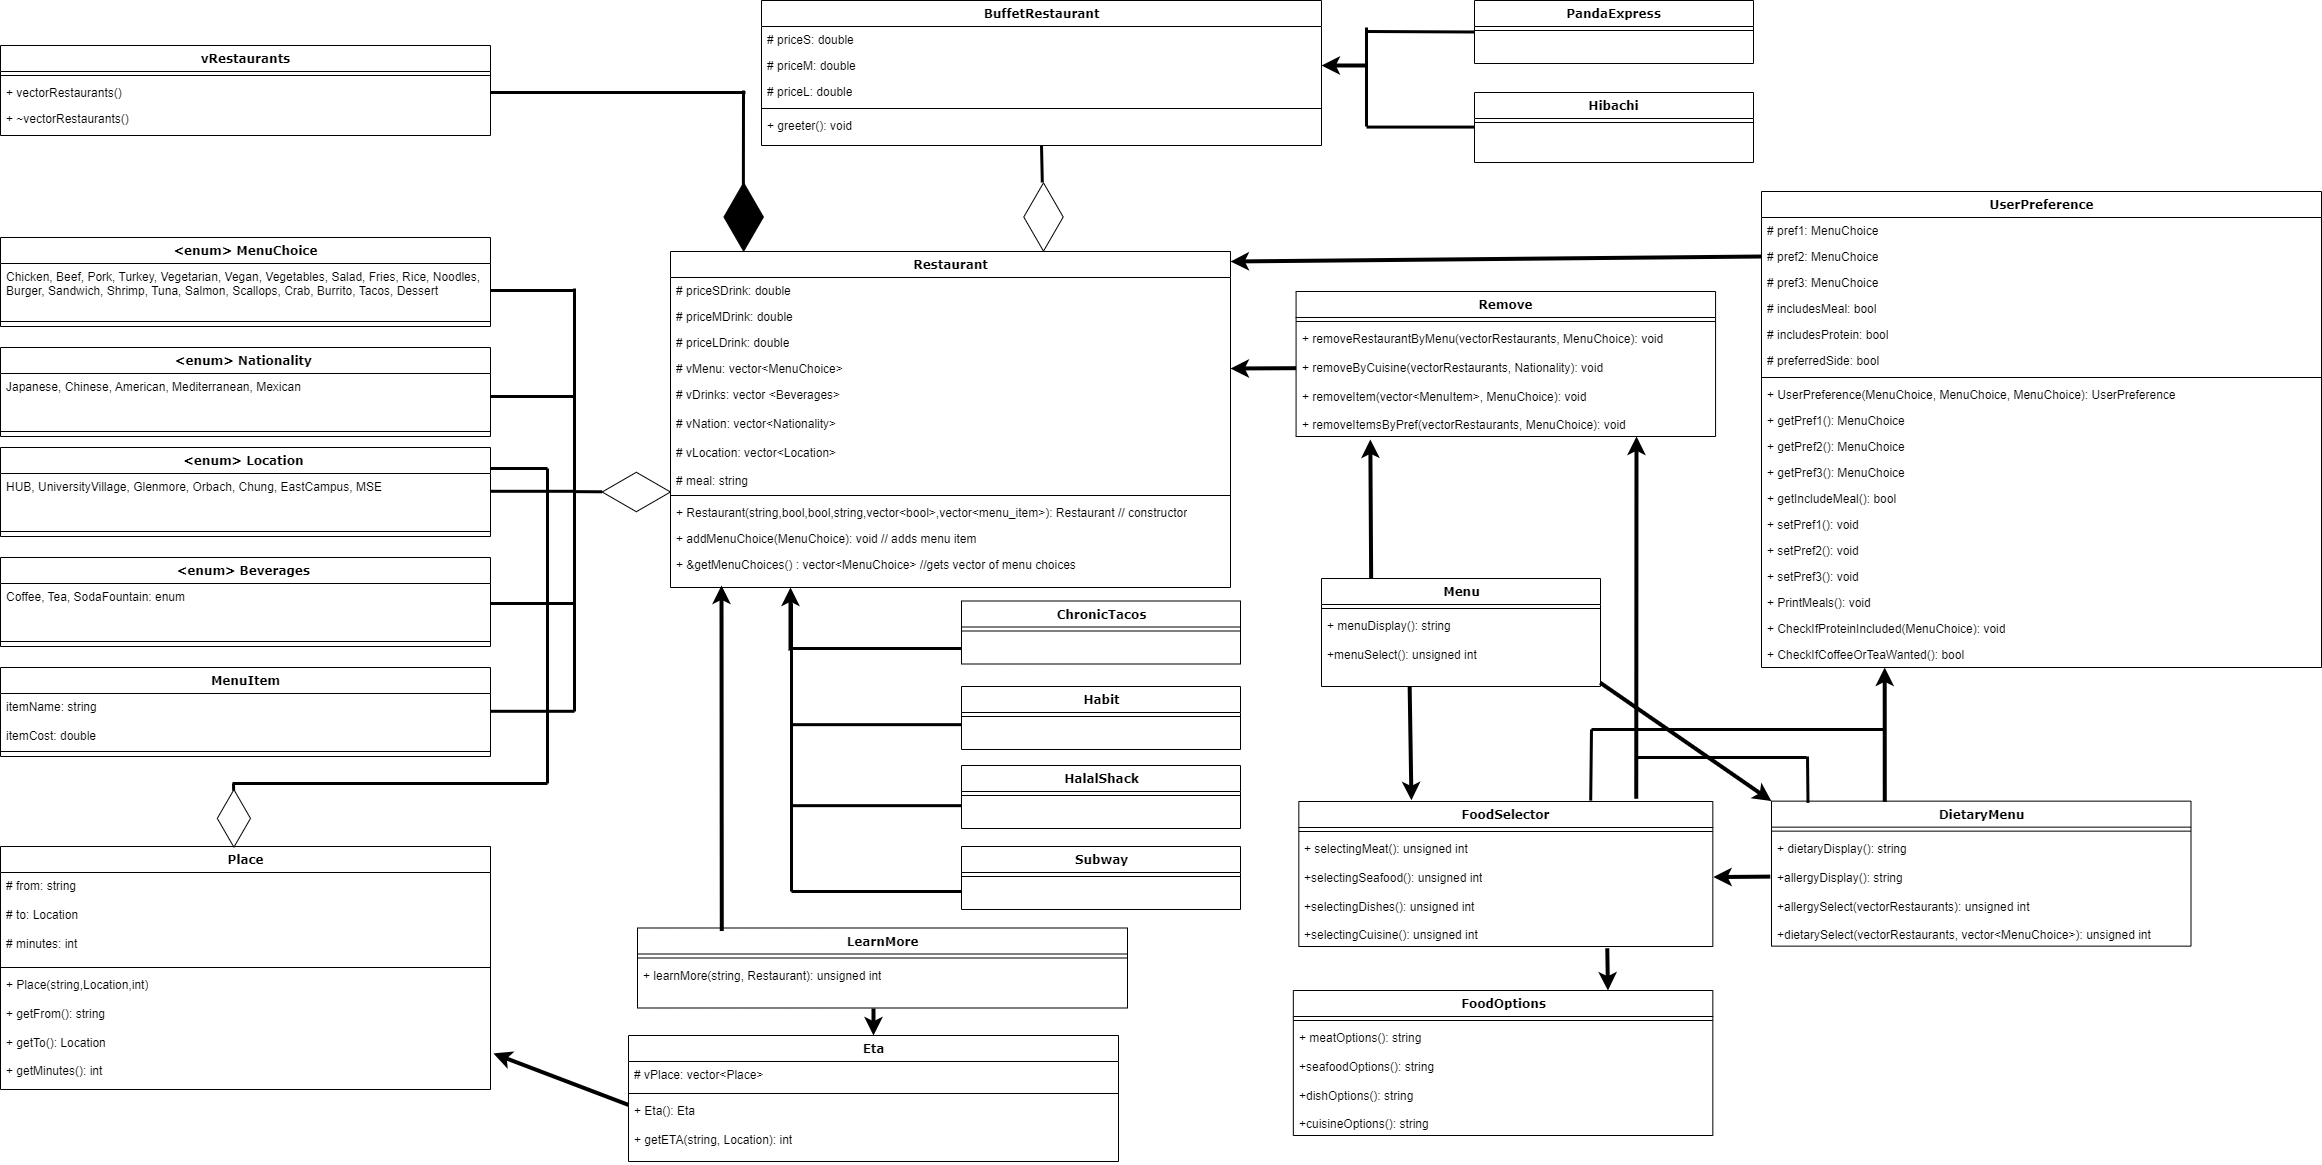 BuffetRestaurant
# priceS: double
# priceM: double
# priceL: double
+ greeter(): void
PandaExpress
Hibachi
vRestaurants
+ vectorRestaurants()
+ ~vectorRestaurants()
<enum> MenuChoice
Chicken, Beef, Pork, Turkey, Vegetarian, Vegan, Vegetables, Salad, Fries, Rice, Noodles,
Burger, Sandwich, Shrimp, Tuna, Salmon, Scallops, Crab, Burrito, Tacos, Dessert
<enum> Nationality
Japanese, Chinese, American, Mediterranean, Mexican
<enum> Location
HUB, UniversityVillage, Glenmore, Orbach, Chung, EastCampus, MSE
<enum> Beverages
Coffee, Tea, SodaFountain: enum
MenuItem
itemName: string
itemCost: double
Place
# from: string
# to: Location
# minutes: int
+ Place(string,Location,int)
+ getFrom(): string
+ getTo(): Location
+ getMinutes(): int
Restaurant
# priceSDrink: double
# priceMDrink: double
# priceLDrink: double
# vMenu: vector<MenuChoice>
# vDrinks: vector <Beverages>
# vNation: vector<Nationality>
# vLocation: vector<Location>
# meal: string
+ Restaurant(string,bool,bool,string,vector<bool>,vector<menu_item>): Restaurant // constructor
+ addMenuChoice(MenuChoice): void // adds menu item
+ &getMenuChoices() : vector<MenuChoice> //gets vector of menu choices
ChronicTacos
Habit
HalalShack
Subway
LearnMore
+ learnMore(string, Restaurant): unsigned int
Eta
# vPlace: vector<Place>
+ Eta(): Eta
+ getETA(string, Location): int
Remove
+ removeRestaurantByMenu(vectorRestaurants, MenuChoice): void
+ removeByCuisine(vectorRestaurants, Nationality): void
+ removeItem(vector<MenuItem>, MenuChoice): void
+ removeItemsByPref(vectorRestaurants, MenuChoice): void
Menu
+ menuDisplay(): string
+menuSelect(): unsigned int
FoodSelector
+ selectingMeat(): unsigned int
+selectingSeafood(): unsigned int
+selectingDishes(): unsigned int
+selectingCuisine(): unsigned int
FoodOptions
+ meatOptions(): string
+seafoodOptions(): string
+dishOptions(): string
+cuisineOptions(): string
UserPreference
# pref1: MenuChoice
# pref2: MenuChoice
# pref3: MenuChoice
# includesMeal: bool
# includesProtein: bool
# preferredSide: bool
+ UserPreference(MenuChoice, MenuChoice, MenuChoice): UserPreference
+ getPref1(): MenuChoice
+ getPref2(): MenuChoice
+ getPref3(): MenuChoice
+ getIncludeMeal(): bool
+ setPref1(): void
+ setPref2(): void
+ setPref3(): void
+ PrintMeals(): void
+ CheckIfProteinIncluded(MenuChoice): void
+ CheckIfCoffeeOrTeaWanted(): bool
DietaryMenu
+ dietaryDisplay(): string
+allergyDisplay(): string
+allergySelect(vectorRestaurants): unsigned int
+dietarySelect(vectorRestaurants, vector<MenuChoice>): unsigned int